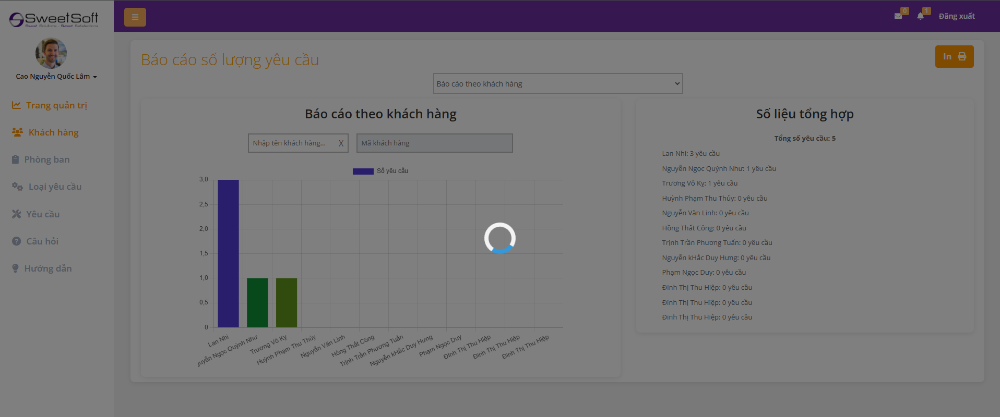 SweetSoft
Sweet Solutions - Sweet Satisfactions
0
1
Đăng xuất
Cao Nguyễn Quốc Lâm
Trang quản trị
Khách hàng
Phòng ban
Loại yêu cầu
Yêu cầu
Câu hỏi
Hướng dẫn
Báo cáo số lượng yêu cầu
In
Báo cáo theo khách hàng
Báo cáo theo khách hàng
Nhập tên khách hàng...
X
Mã khách hàng
Số yêu cầu
3,0
2,5
2,0
1,5
1,0
0,5
0
Lan Nhi
guyễn Ngọc Quỳnh Như
Trương Vô Kỵ
Huỳnh Phạm Thu Thủy
Nguyễn Văn Linh
Hồng Thất Công
Trịnh Trần Phương Tuấn
Nguyễn kHắc Duy Hưng
Phạm Ngọc Duy
ĐInh Thị Thu Hiệp
Đinh Thị Thu Hiệp
Đinh Thị Thu Hiệp
Số liệu tổng hợp
Tổng số yêu cầu: 5
Lan Nhi: 3 yêu cầu
Nguyễn Ngọc Quỳnh Như: 1 yêu cầu
Trương Vô Kỵ: 1 yêu cầu
Huỳnh Phạm Thu Thủy: 0 yêu cầu
Nguyễn Văn Linh: 0 yêu cầu
Hồng Thất Công: 0 yêu cầu
Trịnh Trần Phương Tuấn: 0 yêu cầu
Nguyễn kHắc Duy Hưng: 0 yêu cầu
Phạm Ngọc Duy: 0 yêu cầu
ĐInh Thị Thu Hiệp: 0 yêu cầu
Đinh Thị Thu Hiệp: 0 yêu cầu
Đinh Thị Thu Hiệp: 0 yêu cầu